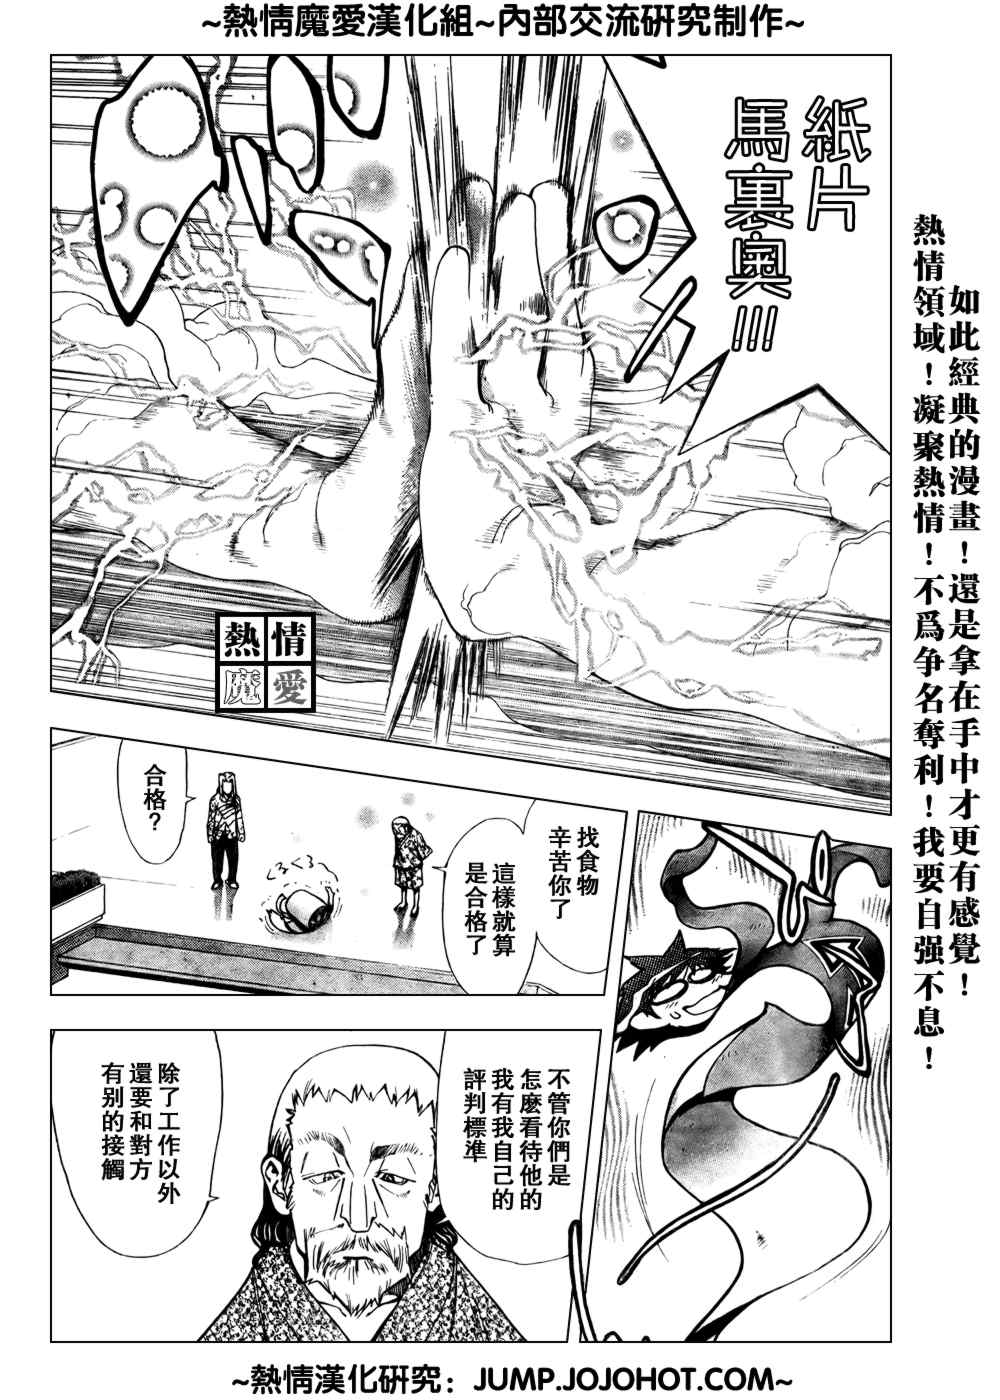 ~熱情魔愛漢化組~內部交流研究制作~
紙片
馬裏奧!!!
如此經典的漫畫!還是拿在手中才更有感覺!
熱情領域!凝聚熱情!不爲争名奪利!我要自强不息!
熱情
魔愛
找食物
辛苦你了
這樣就算
是合格了
合格?
不管你們是
怎麽看待他的
我有我自己的
評判標準
除了工作以外
還要和對方
有别的接觸
~熱情漢化研究：JUMP.JOJOHOT.COM~